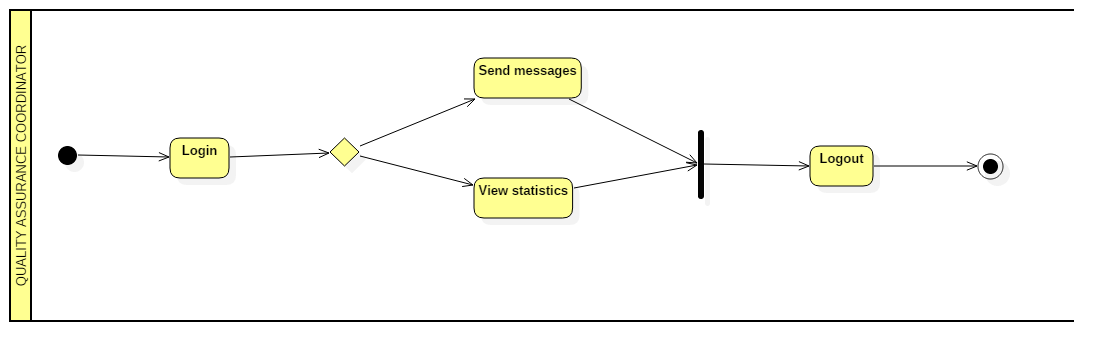 QUALITY ASSURANCE COORDINATOR
Login
Send messages
View statistics
Logout